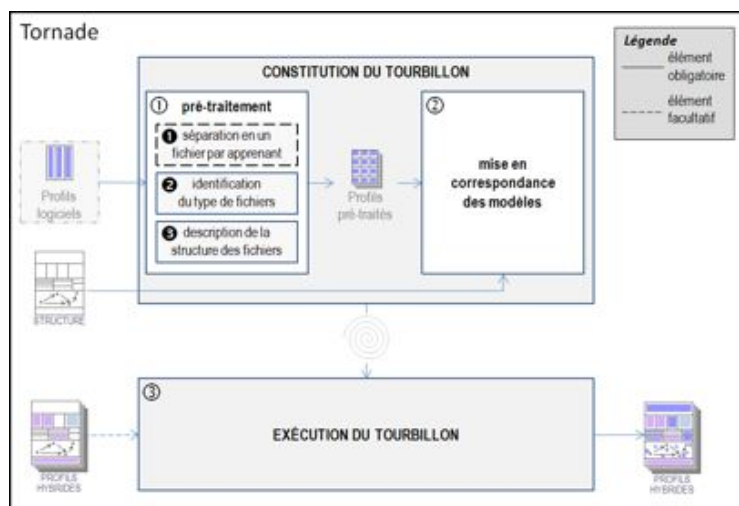 Tornade
Légende
élément
obligatoire
élément
facultatif
CONSTITUTION DU TOURBILLON
① pré-traitement
❶ séparation en un
fichier par apprenant
❷ identification
du type de fichiers
❸ description de la
structure des fichiers
②
mise en
correspondance
des modèles
Profils
logiciels
Profils
pré-traités
STRUCTURE
③
EXÉCUTION DU TOURBILLON
PROFILS
HYBRIDES
PROFILS
HYBRIDES